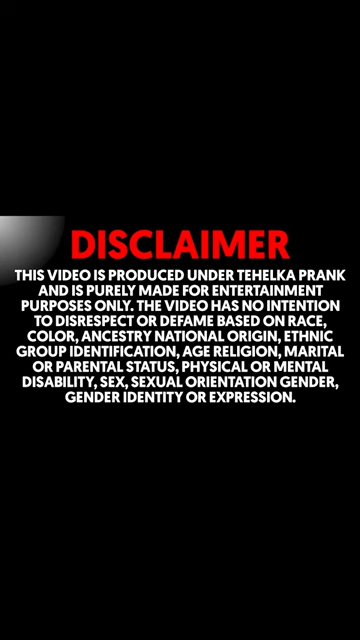 DISCLAIMER
THIS VIDEO IS PRODUCED UNDER TEHELKA PRANK
AND IS PURELY MADE FOR ENTERTAINMENT
PURPOSES ONLY. THE VIDEO HAS NO INTENTION
TO DISRESPECT OR DEFAME BASED ON RACE,
COLOR, ANCESTRY NATIONAL ORIGIN, ETHNIC
GROUP IDENTIFICATION, AGE RELIGION, MARITAL
OR PARENTAL STATUS, PHYSICAL OR MENTAL
DISABILITY, SEX, SEXUAL ORIENTATION GENDER,
GENDER IDENTITY OR EXPRESSION.